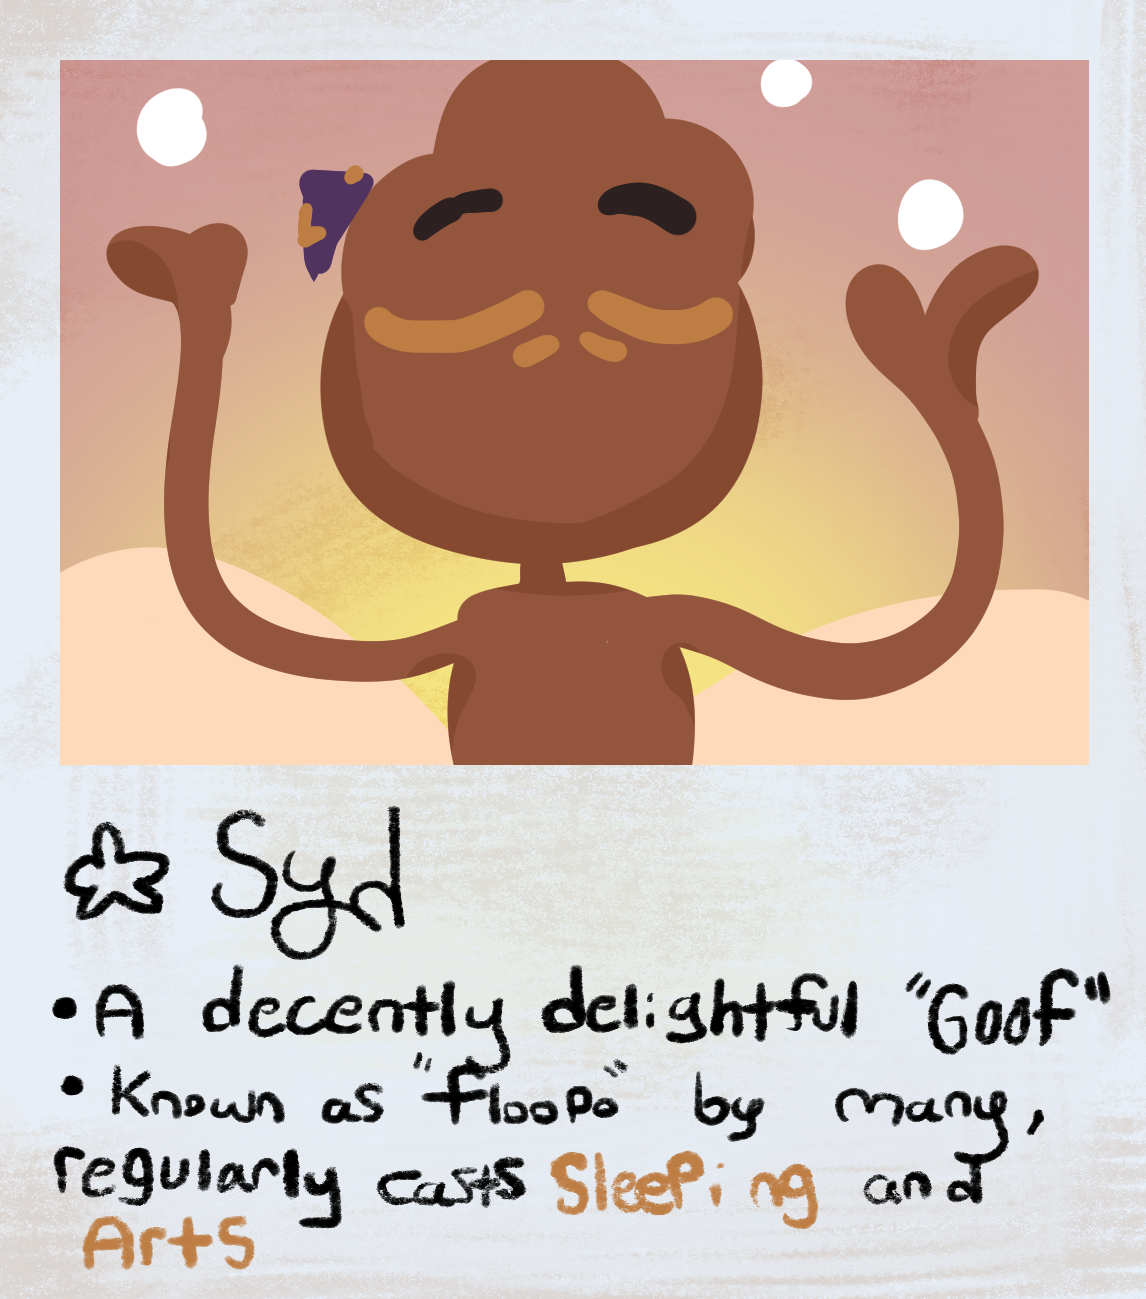 Syd
• A decently delightful "Goof"
• Known as "floopo" by many,
regularly casts Sleeping and
Arts